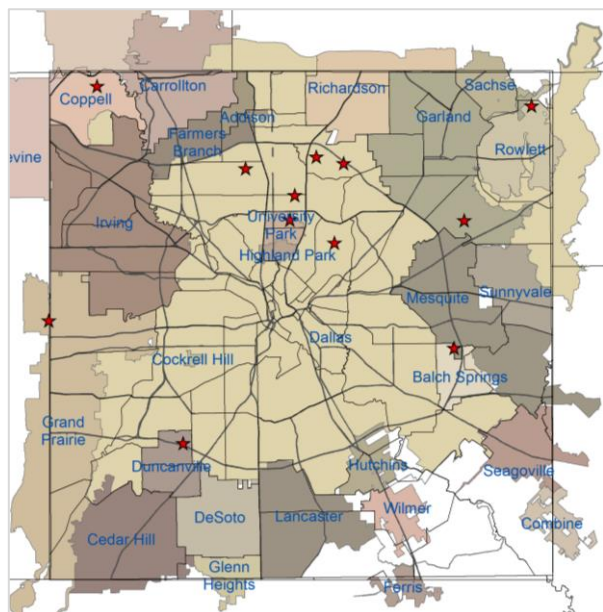 Sachse
Coppell
Carrollton
Richardson
Addison
Garland
Farmers
Branch
Rowlett
evine
Irving
University
Park
Highland Park
Mesquite
Sunnyvale
Dallas
Cockrell Hill
Balch Springs
Grand
Prairie
Duncanville
Hutchins
Seagoville
DeSoto
Lancaster
Wilmer
Combine
Cedar Hill
Glenn
Heights
Ferris